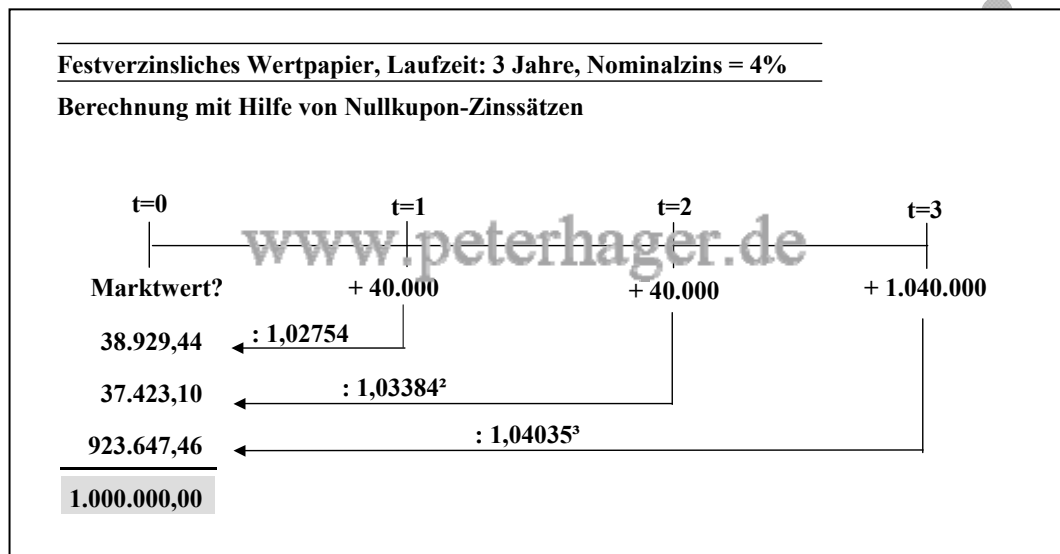 Festverzinsliches Wertpapier, Laufzeit: 3 Jahre, Nominalzins = 4%
Berechnung mit Hilfe von Nullkupon-Zinssätzen
t=0 t=1 t=2 t=3
www.peterhager.de
Marktwert? + 40.000 + 40.000 + 1.040.000
38.929,44 : 1,02754
37.423,10 : 1,03384²
923.647,46 : 1,04035³
1.000.000,00